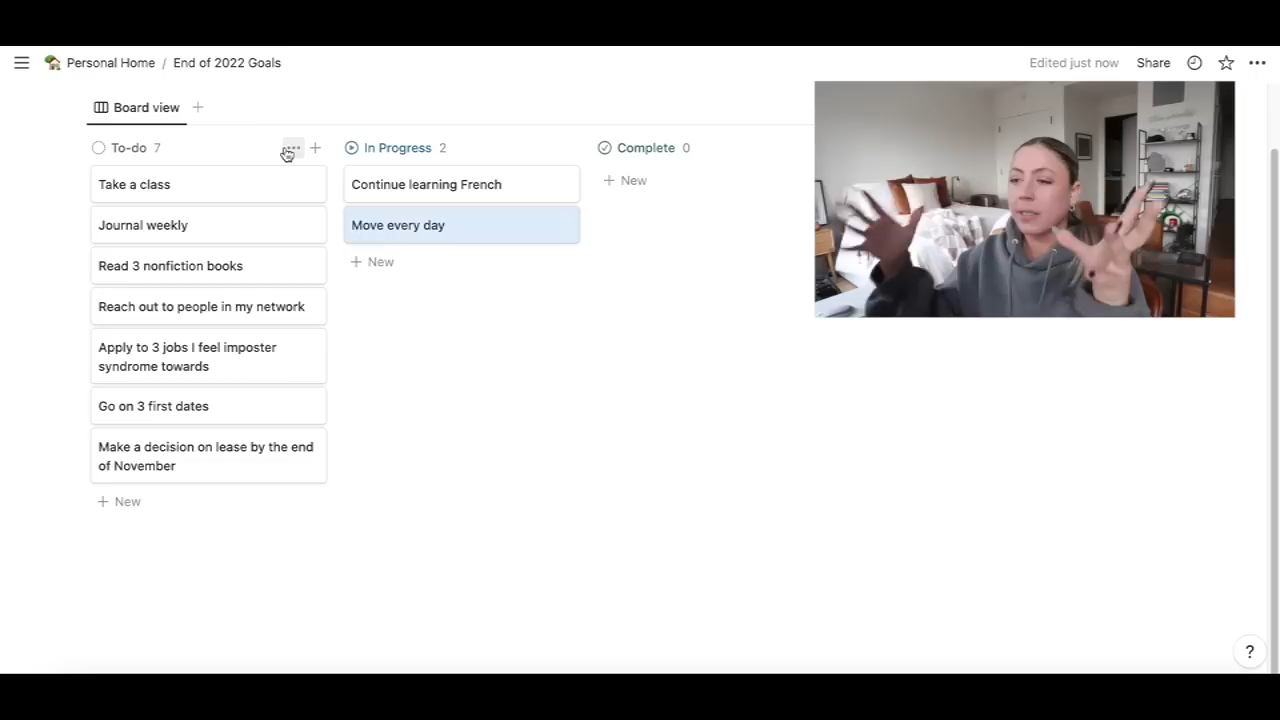 Personal Home / End of 2022 Goals
Edited just now
Share
Board view
To-do 7
Take a class
Journal weekly
Read 3 nonfiction books
Reach out to people in my network
Apply to 3 jobs I feel imposter
syndrome towards
Go on 3 first dates
Make a decision on lease by the end
of November
+ New
In Progress 2
Continue learning French
Move every day
+ New
Complete 0
+ New
?